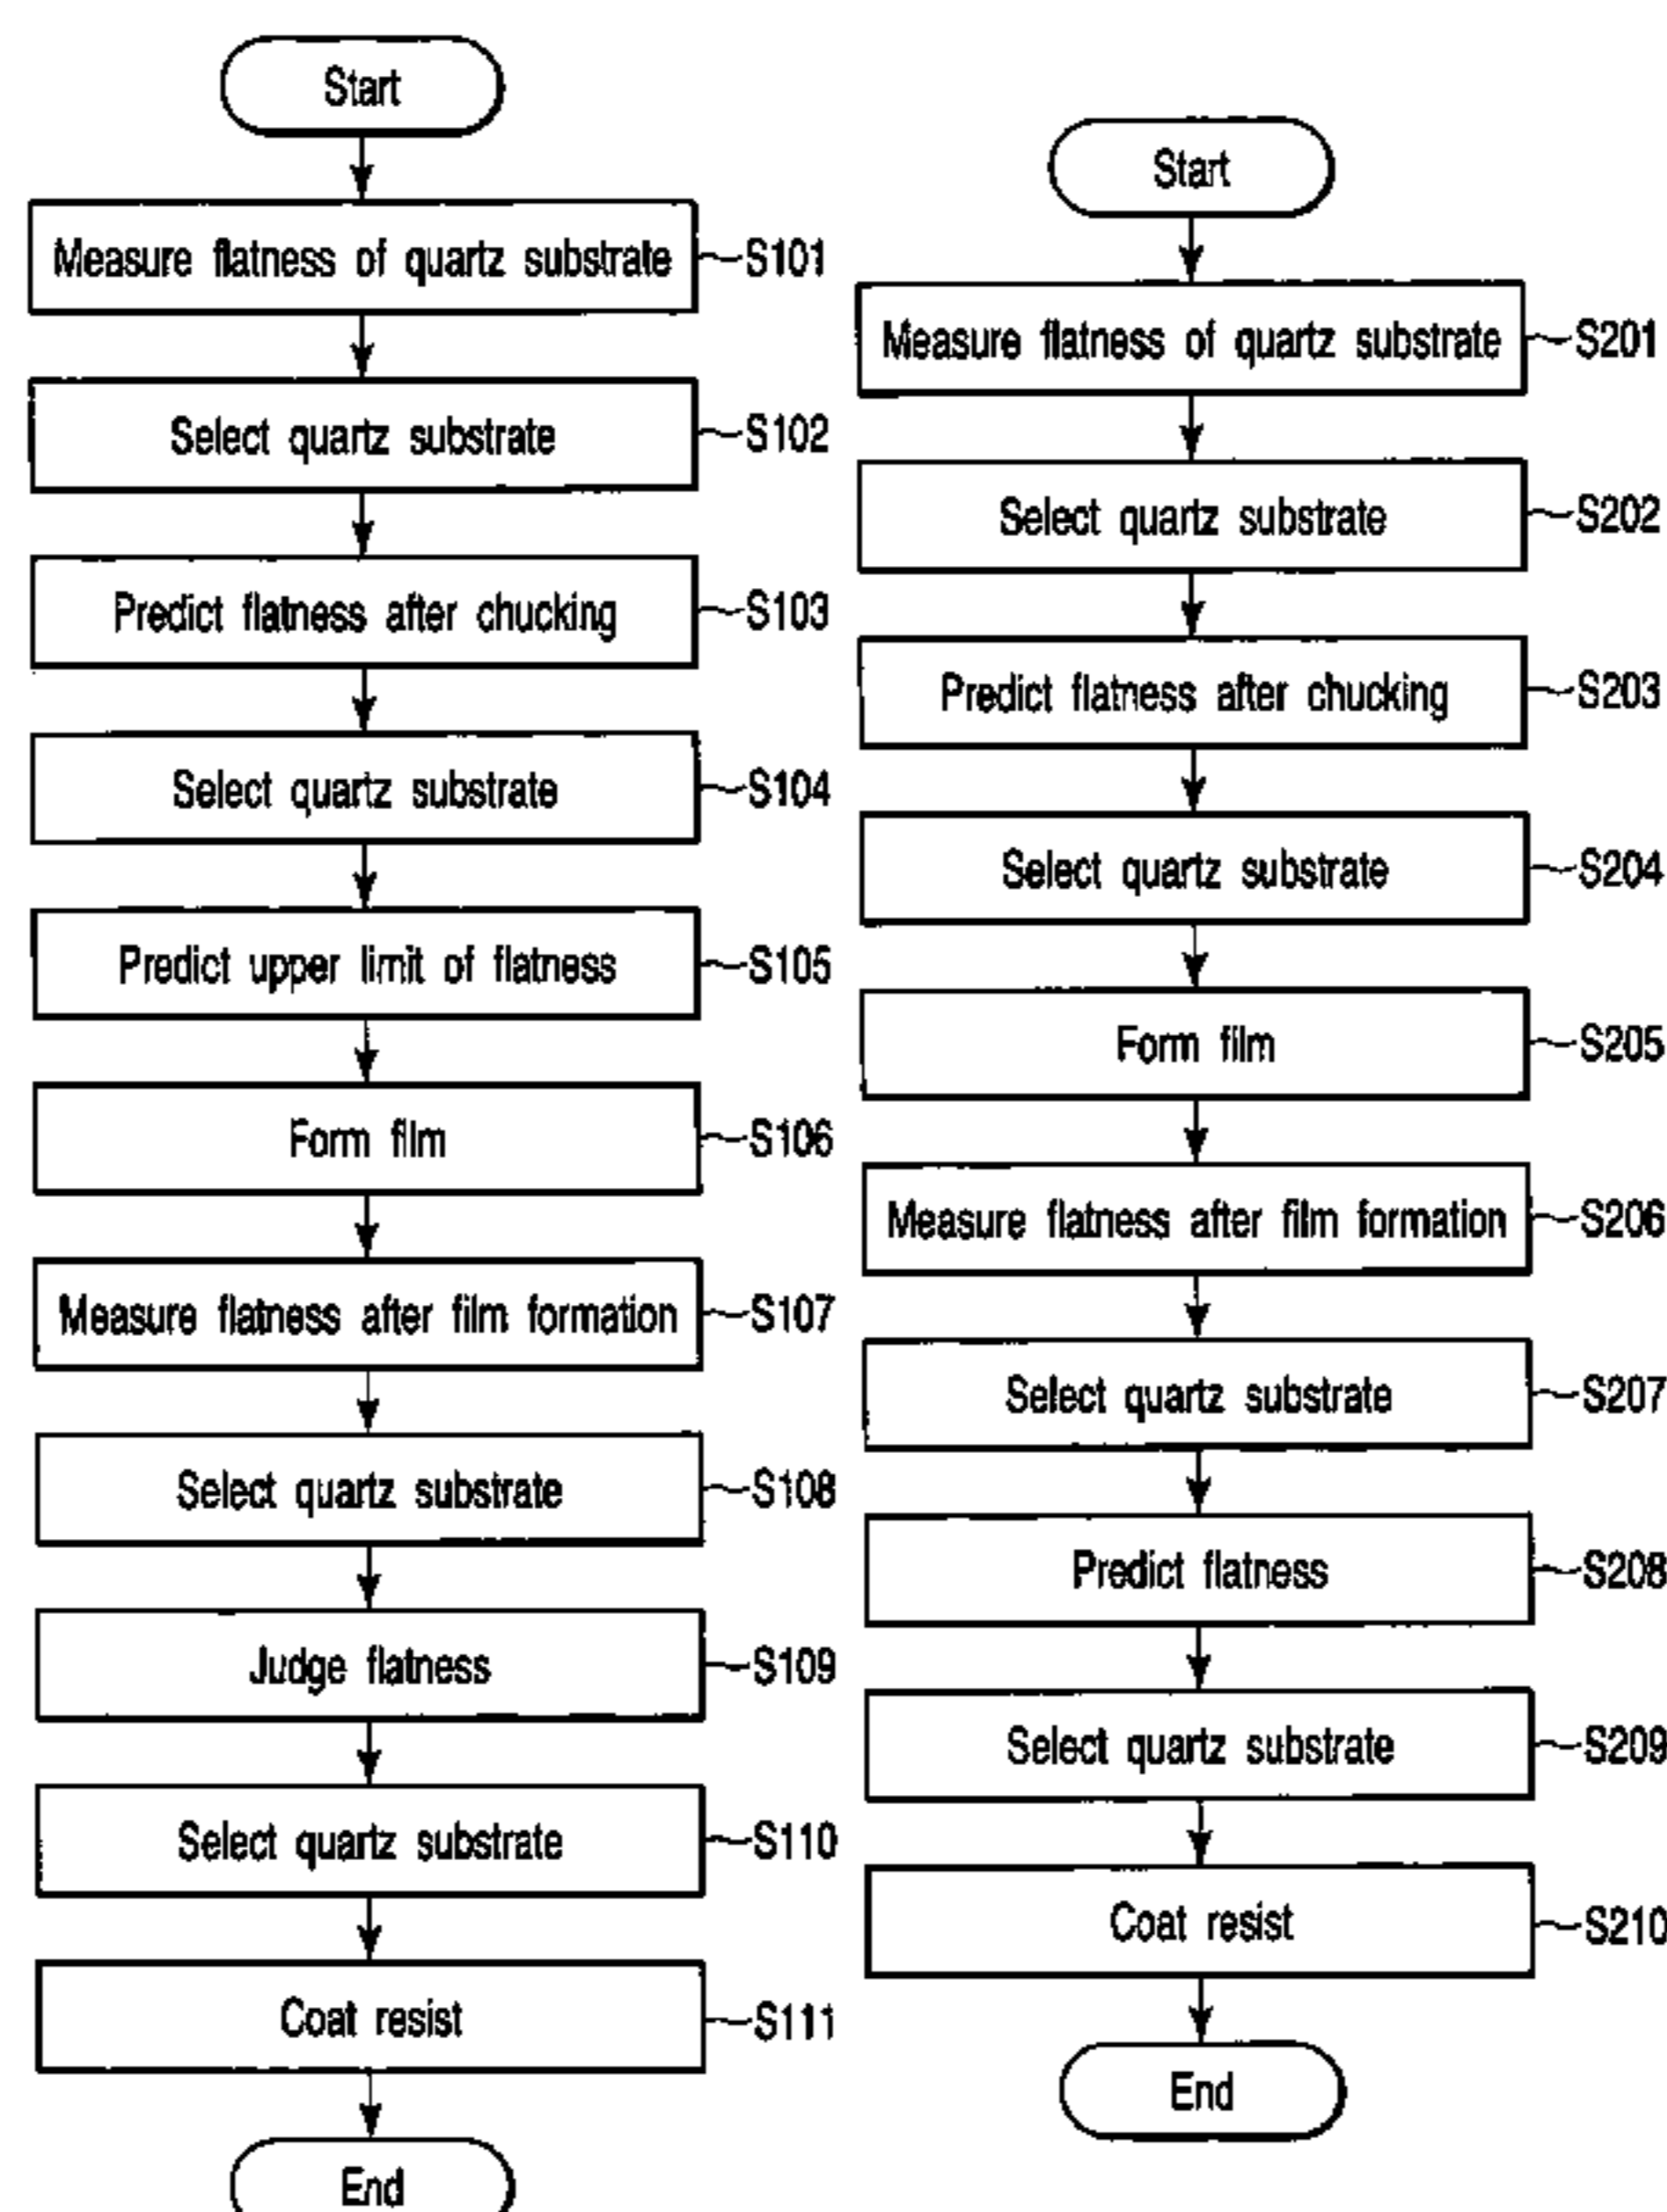 Start
Measure flatness of quartz substrate
S101
Select quartz substrate
S102
Predict flatness after chucking
S103
Select quartz substrate
S104
Predict upper limit of flatness
S105
Form film
S106
Measure flatness after film formation
S107
Select quartz substrate
S108
Judge flatness
S109
Select quartz substrate
S110
Coat resist
S111
End
Start
Measure flatness of quartz substrate
S201
Select quartz substrate
S202
Predict flatness after chucking
S203
Select quartz substrate
S204
Form film
S205
Measure flatness after film formation
S206
Select quartz substrate
S207
Predict flatness
S208
Select quartz substrate
S209
Coat resist
S210
End